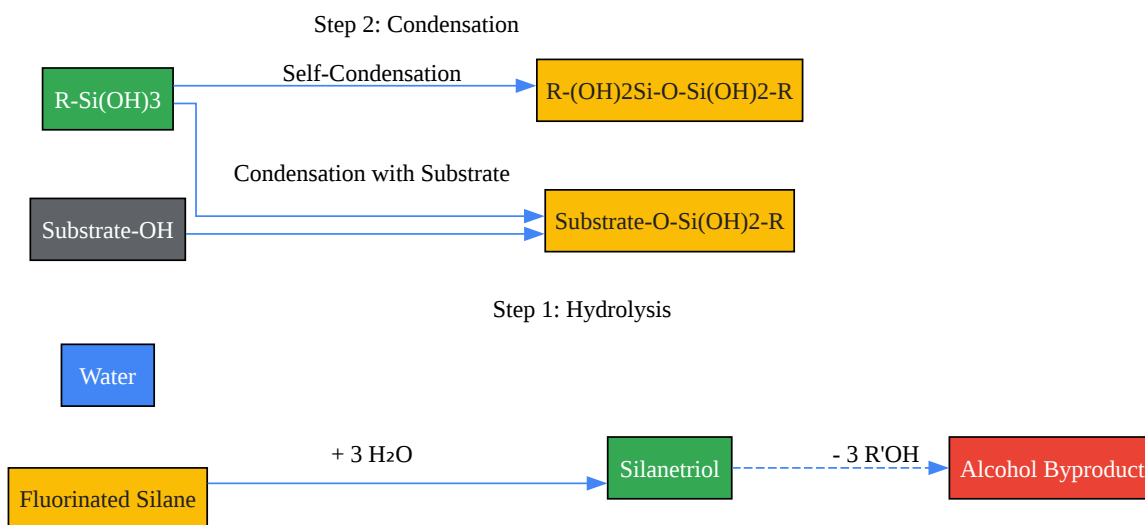 Step 2: Condensation
Self-Condensation
R-Si(OH)3
R-(OH)2Si-O-Si(OH)2-R
Condensation with Substrate
Substrate-OH
Substrate-O-Si(OH)2-R
Step 1: Hydrolysis
Water
+ 3 H₂O
- 3 R'OH
Silanetriol
Alcohol Byproduct
Fluorinated Silane